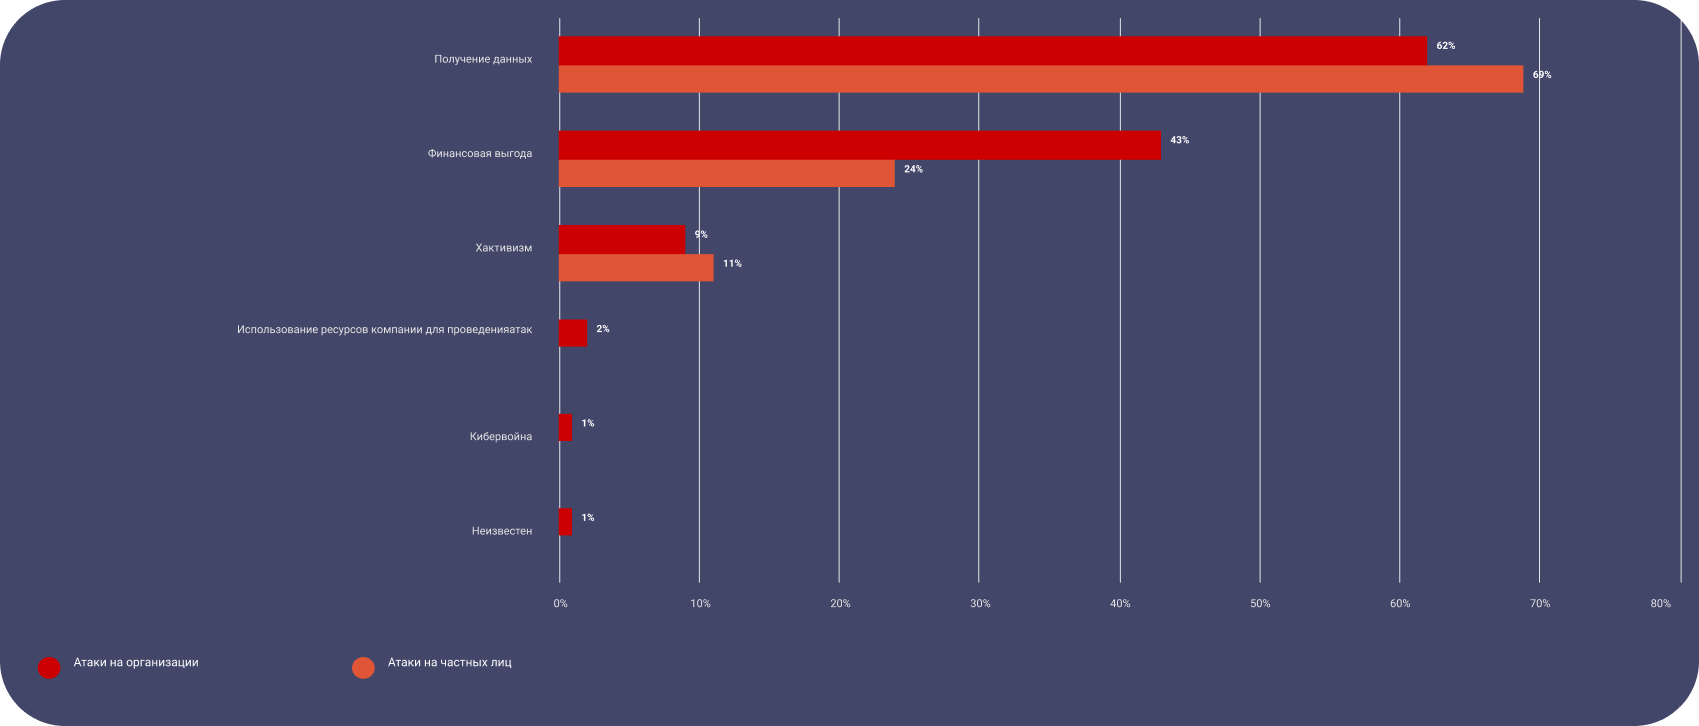 Получение данных
62%
69%
Финансовая выгода
43%
24%
Хактивизм
9%
11%
Использование ресурсов компании для проведенияатак
2%
Кибервойна
1%
Неизвестен
1%
0% 10% 20% 30% 40% 50% 60% 70% 80%
Атаки на организации
Атаки на частных лиц